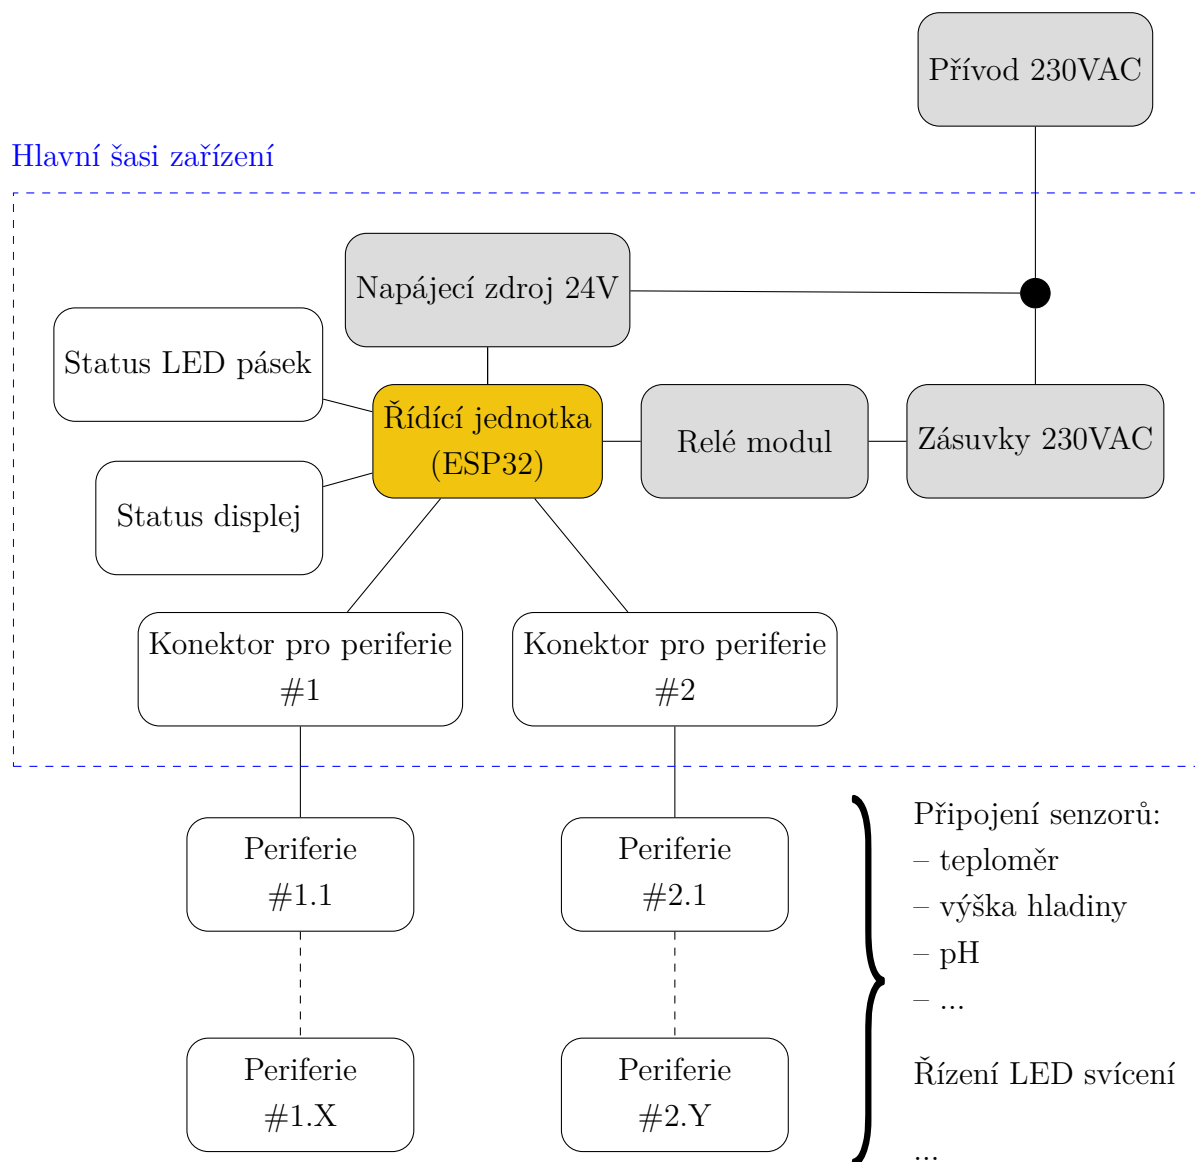 Přívod 230VAC
Hlavní šasi zařízení
Napájecí zdroj 24V
Status LED pásek
Řídící jednotka
(ESP32)
Relé modul
Zásuvky 230VAC
Status displej
Konektor pro periferie
#1
Konektor pro periferie
#2
Periferie
#1.1
Periferie
#2.1
Připojení senzorů:
– teploměr
– výška hladiny
– pH
– ...
Periferie
#1.X
Periferie
#2.Y
Řízení LED svícení
...